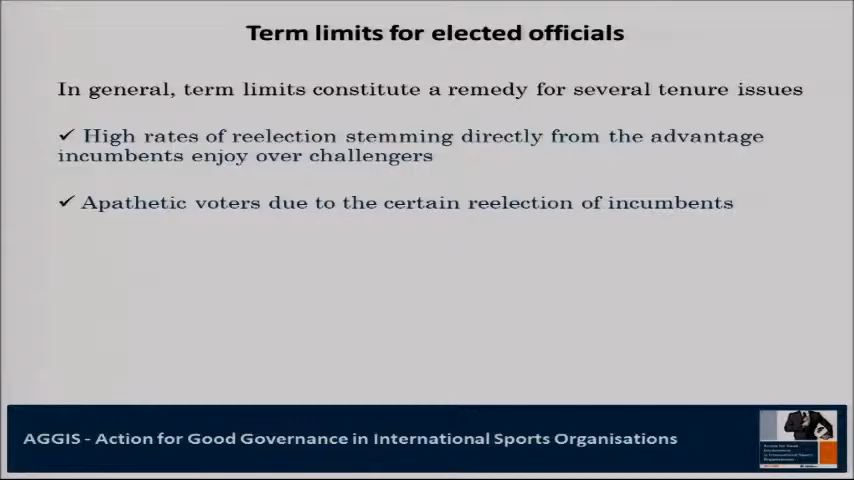 Term limits for elected officials
In general, term limits constitute a remedy for several tenure issues
✓ High rates of reelection stemming directly from the advantage
incumbents enjoy over challengers
✓ Apathetic voters due to the certain reelection of incumbents
AGGIS - Action for Good Governance in International Sports Organisations